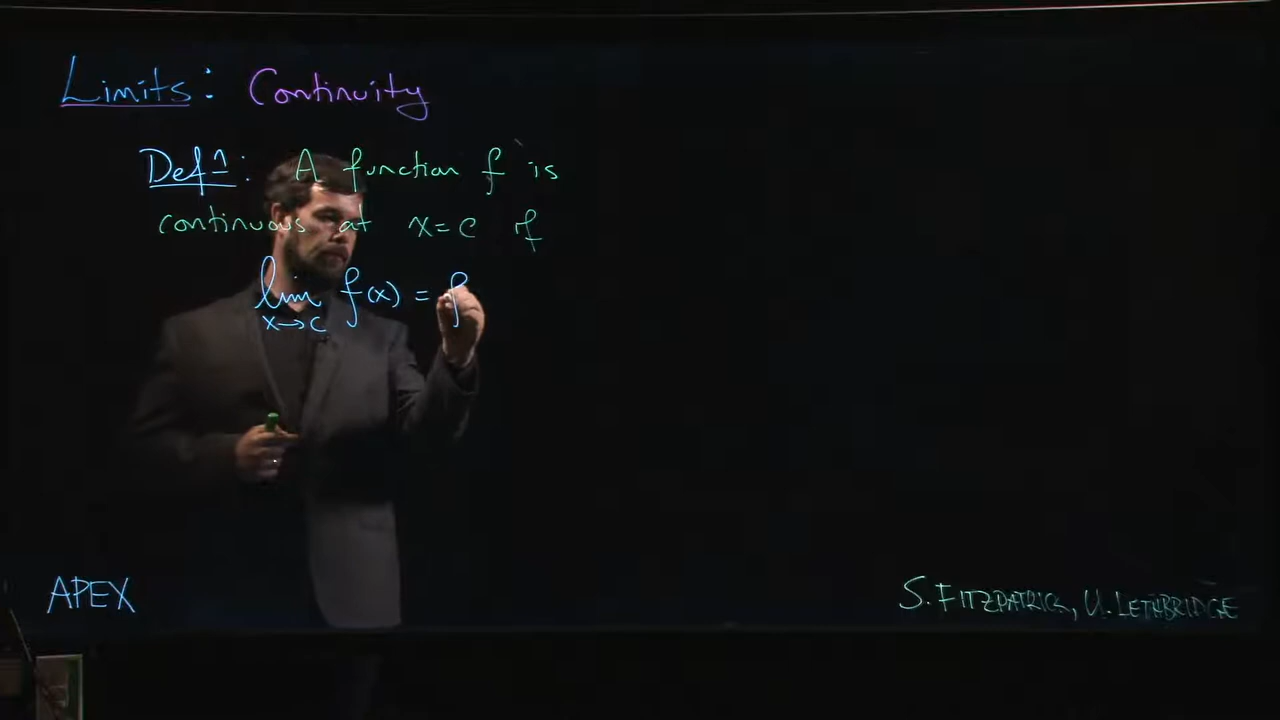 Limits: Continuity
Defⁿ: A function f is
continuous at x = c if
lim f(x) = f
x→c
APEX
S. FITZPATRICK, U. LETHBRIDGE